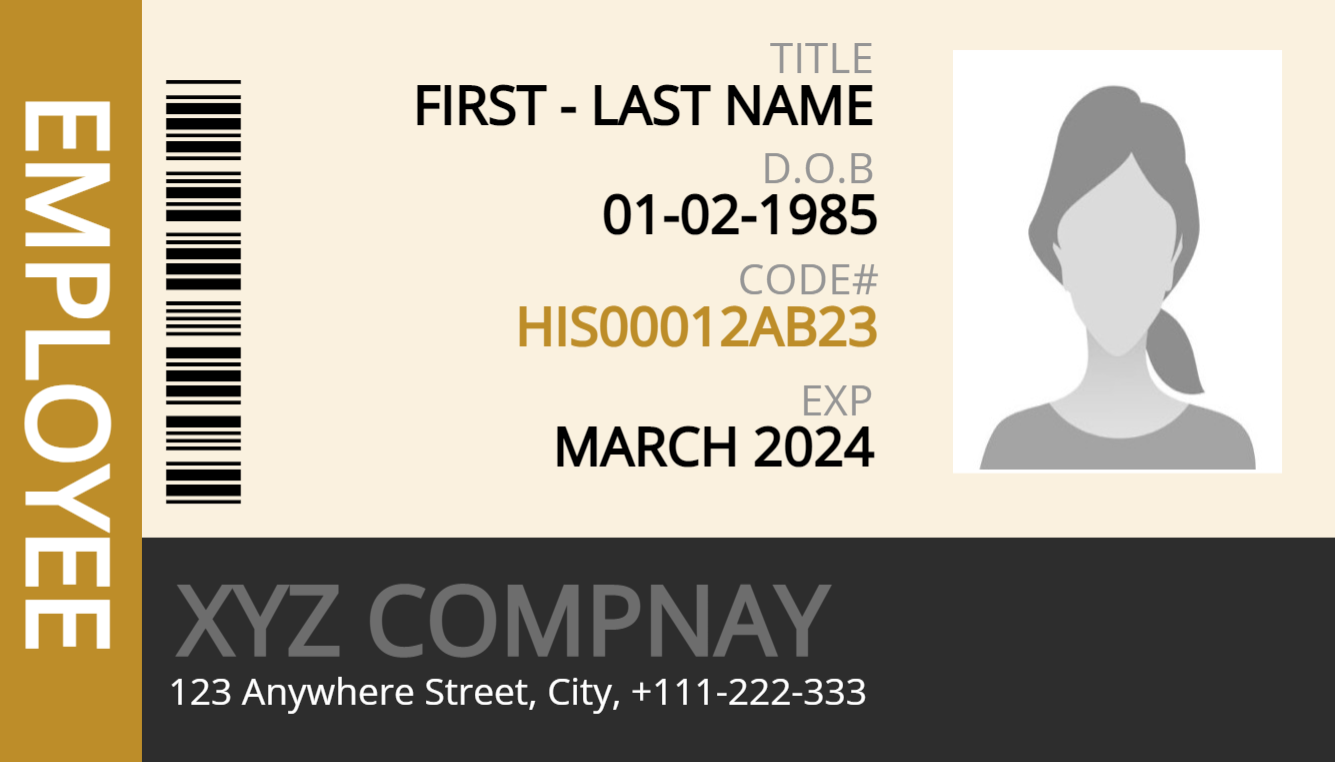 EMPLOYEE
TITLE
FIRST - LAST NAME
D.O.B
01-02-1985
CODE#
HIS00012AB23
EXP
MARCH 2024
XYZ COMPNAY
123 Anywhere Street, City, +111-222-333